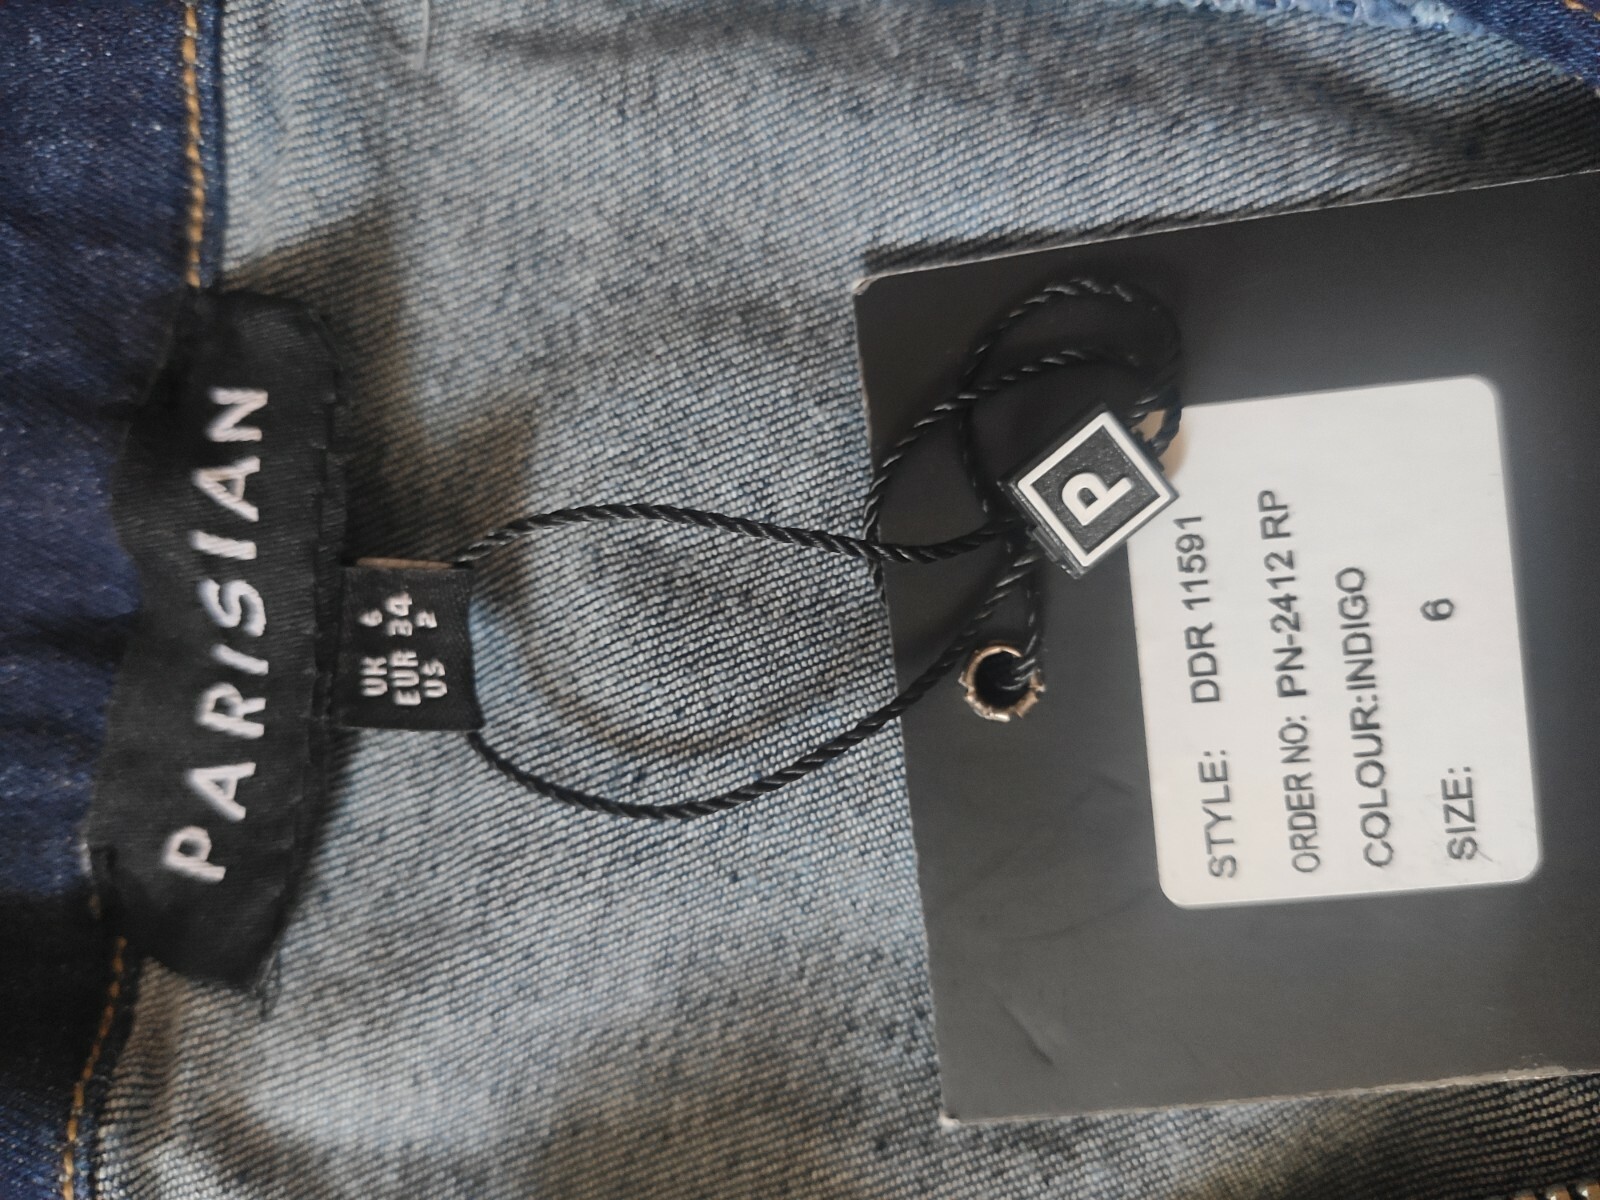 PARISIAN
UK 6
EUR 34
US 2
P
STYLE: DDR 11591
ORDER NO: PN-2412 RP
COLOUR:INDIGO
SIZE: 6